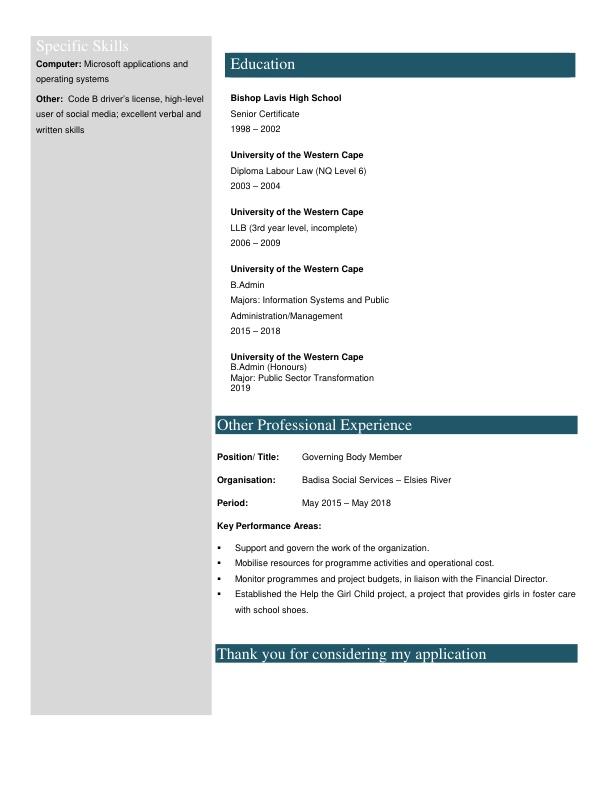 Specific Skills
Computer: Microsoft applications and
operating systems
Other:  Code B driver's license, high-level
user of social media; excellent verbal and
written skills
Education
Bishop Lavis High School
Senior Certificate
1998 – 2002
University of the Western Cape
Diploma Labour Law (NQ Level 6)
2003 – 2004
University of the Western Cape
LLB (3rd year level, incomplete)
2006 – 2009
University of the Western Cape
B.Admin
Majors: Information Systems and Public
Administration/Management
2015 – 2018
University of the Western Cape
B.Admin (Honours)
Major: Public Sector Transformation
2019
Other Professional Experience
Position/ Title: Governing Body Member
Organisation: Badisa Social Services – Elsies River
Period: May 2015 – May 2018
Key Performance Areas:
▪ Support and govern the work of the organization.
▪ Mobilise resources for programme activities and operational cost.
▪ Monitor programmes and project budgets, in liaison with the Financial Director.
▪ Established the Help the Girl Child project, a project that provides girls in foster care
with school shoes.
Thank you for considering my application